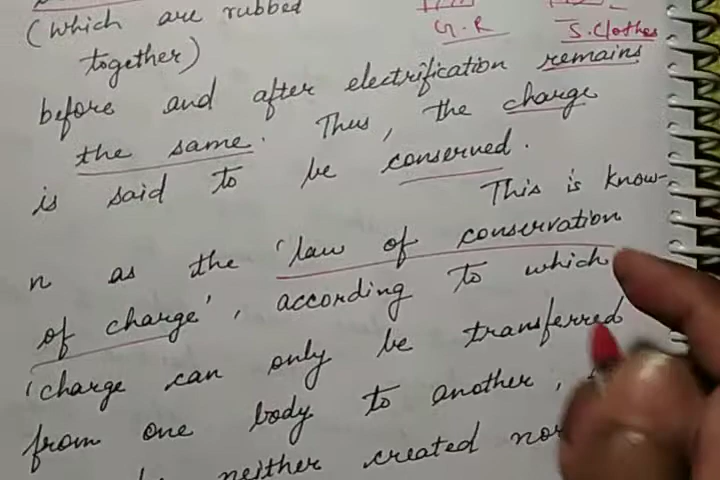 (which are rubbed
together)
G.R
S.Clothes
before and after electrification remains
the same. Thus, the charge
is said to be conserved.
This is know-
n as the 'law of conservation
of charge', according to which
'charge can only be transferred
from one body to another,
neither created nor